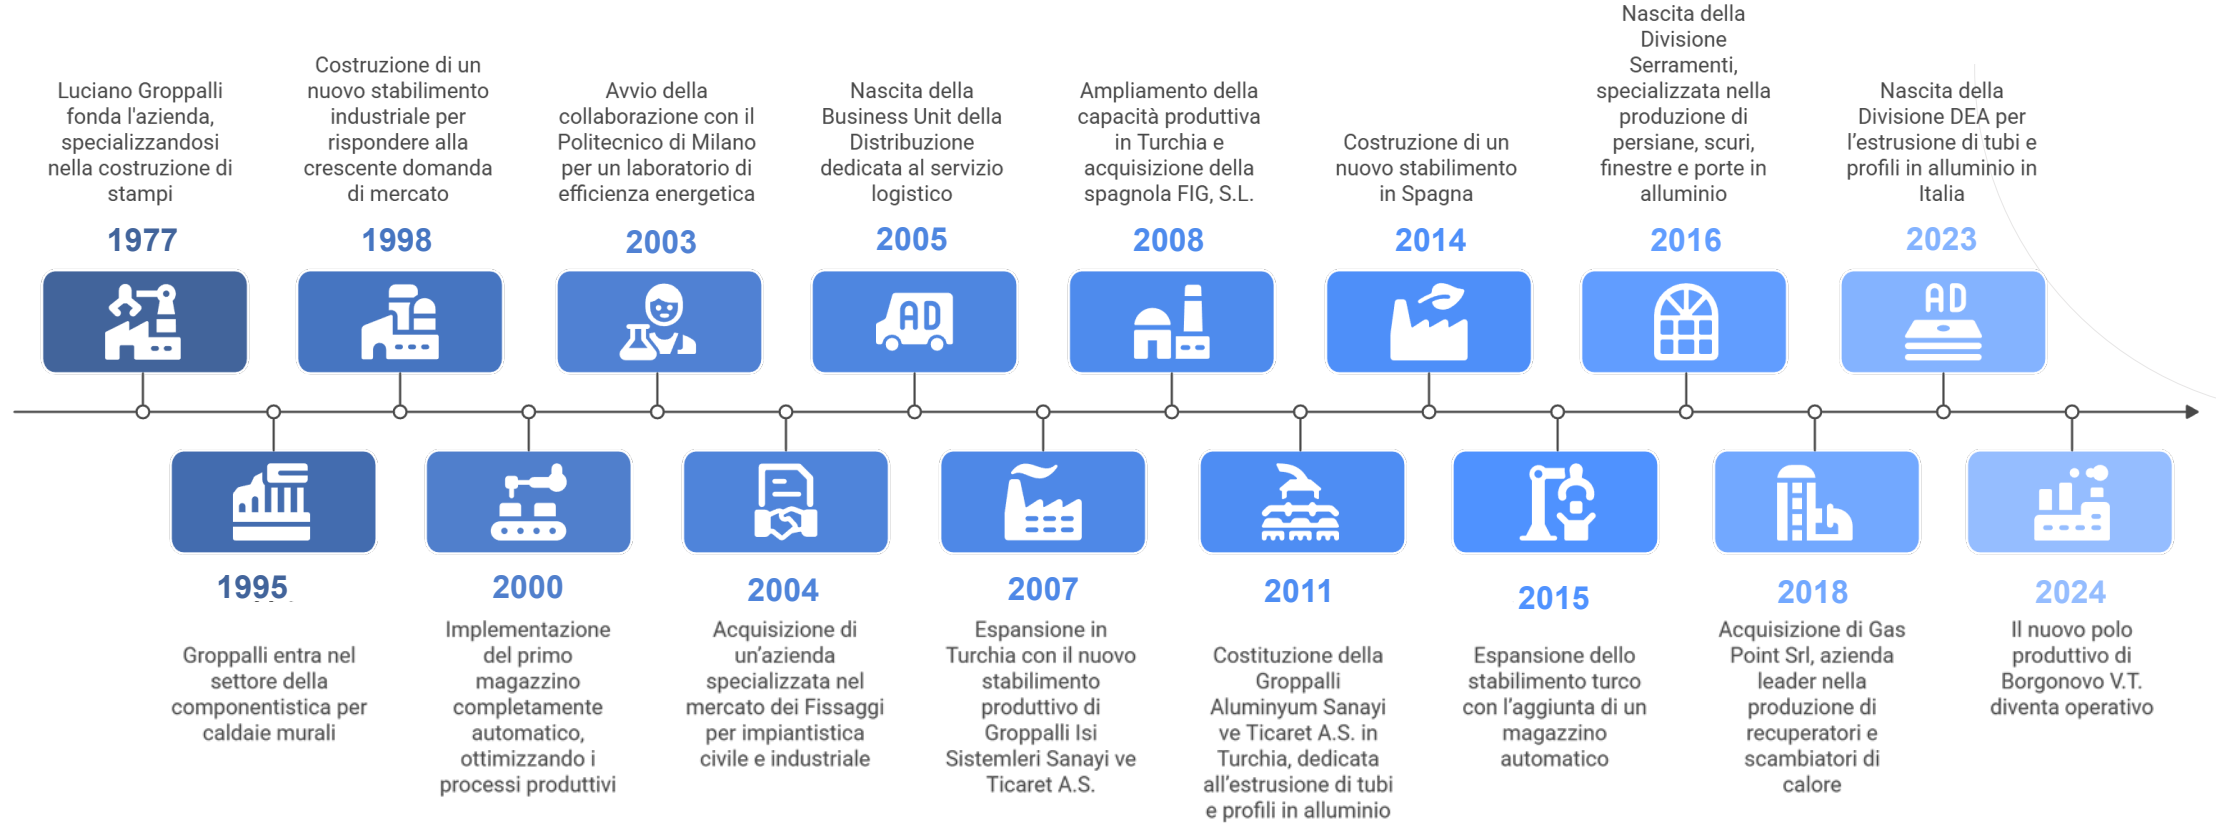 Luciano Groppalli
fonda l'azienda,
specializzandosi
nella costruzione di
stampi
1977
1995
Groppalli entra nel
settore della
componentistica per
caldaie murali
Costruzione di un
nuovo stabilimento
industriale per
rispondere alla
crescente domanda
di mercato
1998
2000
Implementazione
del primo
magazzino
completamente
automatico,
ottimizzando i
processi produttivi
Avvio della
collaborazione con il
Politecnico di Milano
per un laboratorio di
efficienza energetica
2003
2004
Acquisizione di
un’azienda
specializzata nel
mercato dei Fissaggi
per impiantistica
civile e industriale
Nascita della
Business Unit della
Distribuzione
dedicata al servizio
logistico
2005
AD
2007
Espansione in
Turchia con il nuovo
stabilimento
produttivo di
Groppalli Isi
Sistemleri Sanayi ve
Ticaret A.S.
Ampliamento della
capacità produttiva
in Turchia e
acquisizione della
spagnola FIG, S.L.
2008
2011
Costituzione della
Groppalli
Aluminyum Sanayi
ve Ticaret A.S. in
Turchia, dedicata
all’estrusione di tubi
e profili in alluminio
Costruzione di un
nuovo stabilimento
in Spagna
2014
2015
Espansione dello
stabilimento turco
con l’aggiunta di un
magazzino
automatico
Nascita della
Divisione
Serramenti,
specializzata nella
produzione di
persiane, scuri,
finestre e porte in
alluminio
2016
2018
Acquisizione di Gas
Point Srl, azienda
leader nella
produzione di
recuperatori e
scambiatori di
calore
Nascita della
Divisione DEA per
l’estrusione di tubi e
profili in alluminio in
Italia
2023
AD
2024
Il nuovo polo
produttivo di
Borgonovo V.T.
diventa operativo